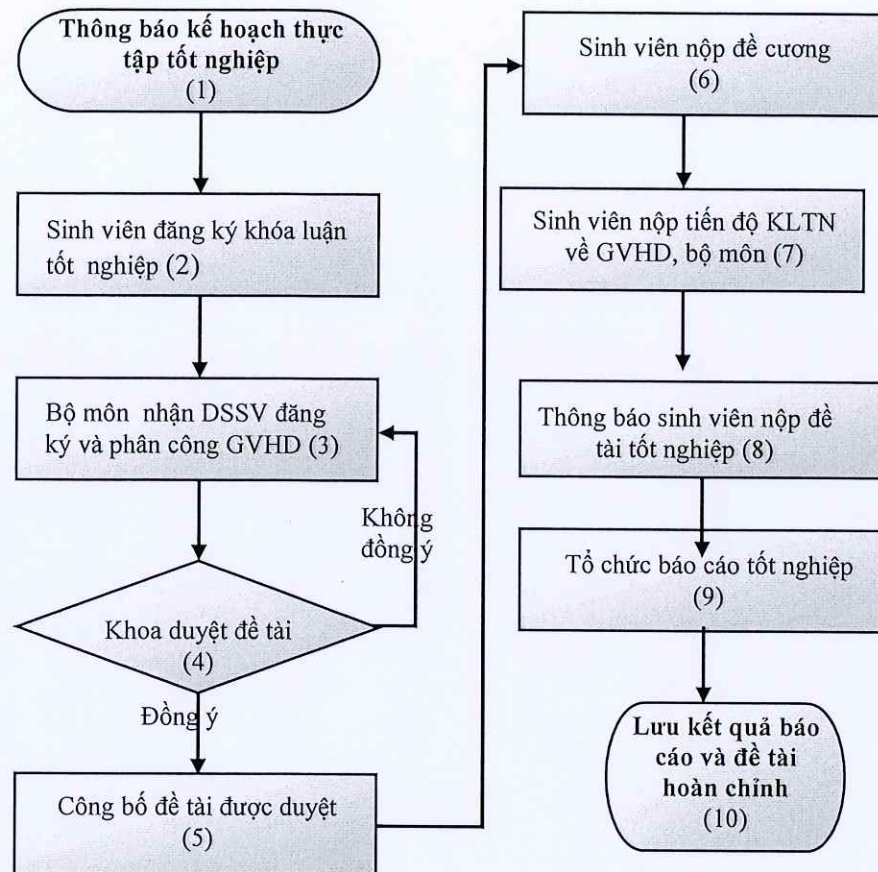 Thông báo kế hoạch thực
tập tốt nghiệp
(1)
Sinh viên đăng ký khóa luận
tốt nghiệp (2)
Bộ môn nhận DSSV đăng
ký và phân công GVHD (3)
Không
đồng ý
Khoa duyệt đề tài
(4)
Đồng ý
Công bố đề tài được duyệt
(5)
Sinh viên nộp đề cương
(6)
Sinh viên nộp tiến độ KLTN
về GVHD, bộ môn (7)
Thông báo sinh viên nộp đề
tài tốt nghiệp (8)
Tổ chức báo cáo tốt nghiệp
(9)
Lưu kết quả báo
cáo và đề tài
hoàn chỉnh
(10)